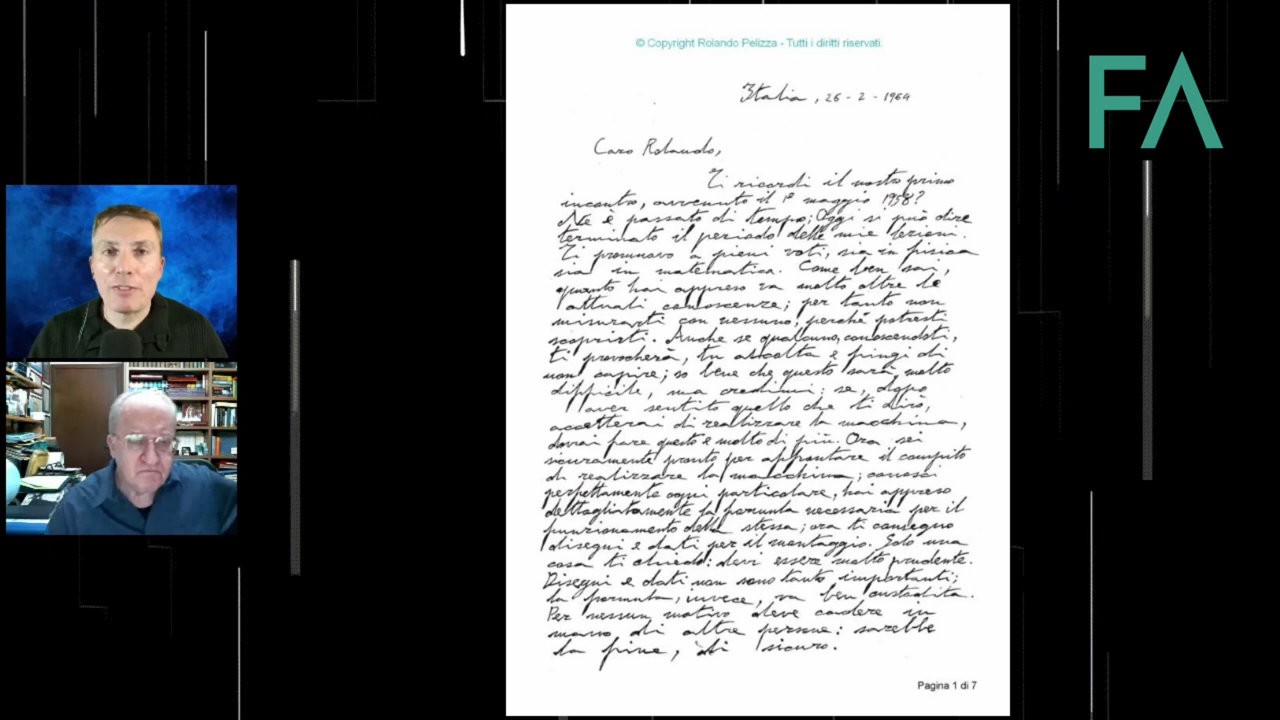 © Copyright Rolando Pelizza - Tutti i diritti riservati.
FA
Italia, 26 - 2 - 1964
Caro Rolando,
Ti ricordi il nostro primo
incontro, avvenuto il 1° maggio 1958?
Ne è passato di tempo; Oggi si può dire
terminato il periodo delle mie lezioni.
Ti promuovo a pieni voti, sia in fisica
sia in matematica. Come ben sai,
quanto hai appreso va molto oltre le
attuali conoscenze; per tanto non
misurarti con nessuno, perché potresti
scoprirti. Anche se qualcuno, conoscendoti,
ti provocherà, tu ascolta e fingi di
non capire; so bene che questo sarà molto
difficile, ma credimi; se, dopo
aver sentito quello che ti dirò,
accetterai di realizzare la macchina,
dovrai fare questo e molto di più. Ora sei
sicuramente pronto per affrontare il compito
di realizzare la macchina; conosci
perfettamente ogni particolare, hai appreso
dettagliatamente la formula necessaria per il
funzionamento della stessa; ora ti consegno
disegni e dati per il montaggio. Solo una
cosa ti chiedo: devi essere molto prudente.
Disegni e dati non sono tanto importanti;
la formula, invece, va ben custodita.
Per nessun motivo deve cadere in
mano di altre persone: sarebbe
la fine, di sicuro.
Pagina 1 di 7